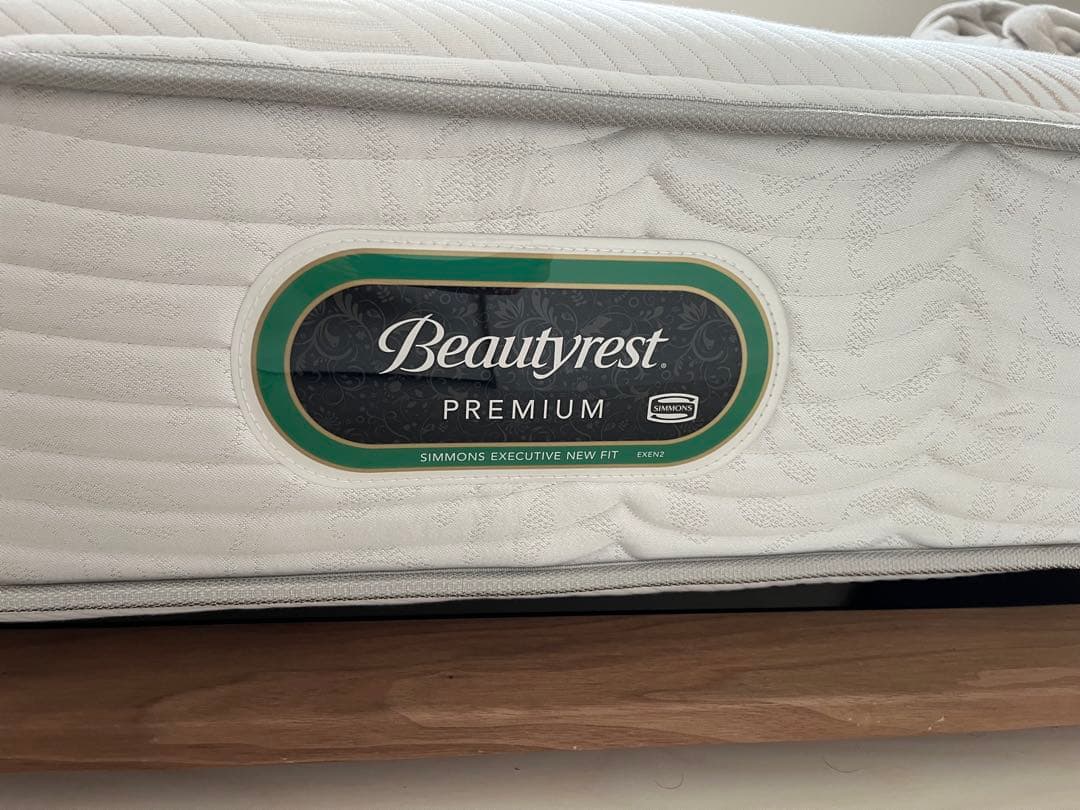 Beautyrest®
PREMIUM
SIMMONS
SIMMONS EXECUTIVE NEW FIT EXEN2